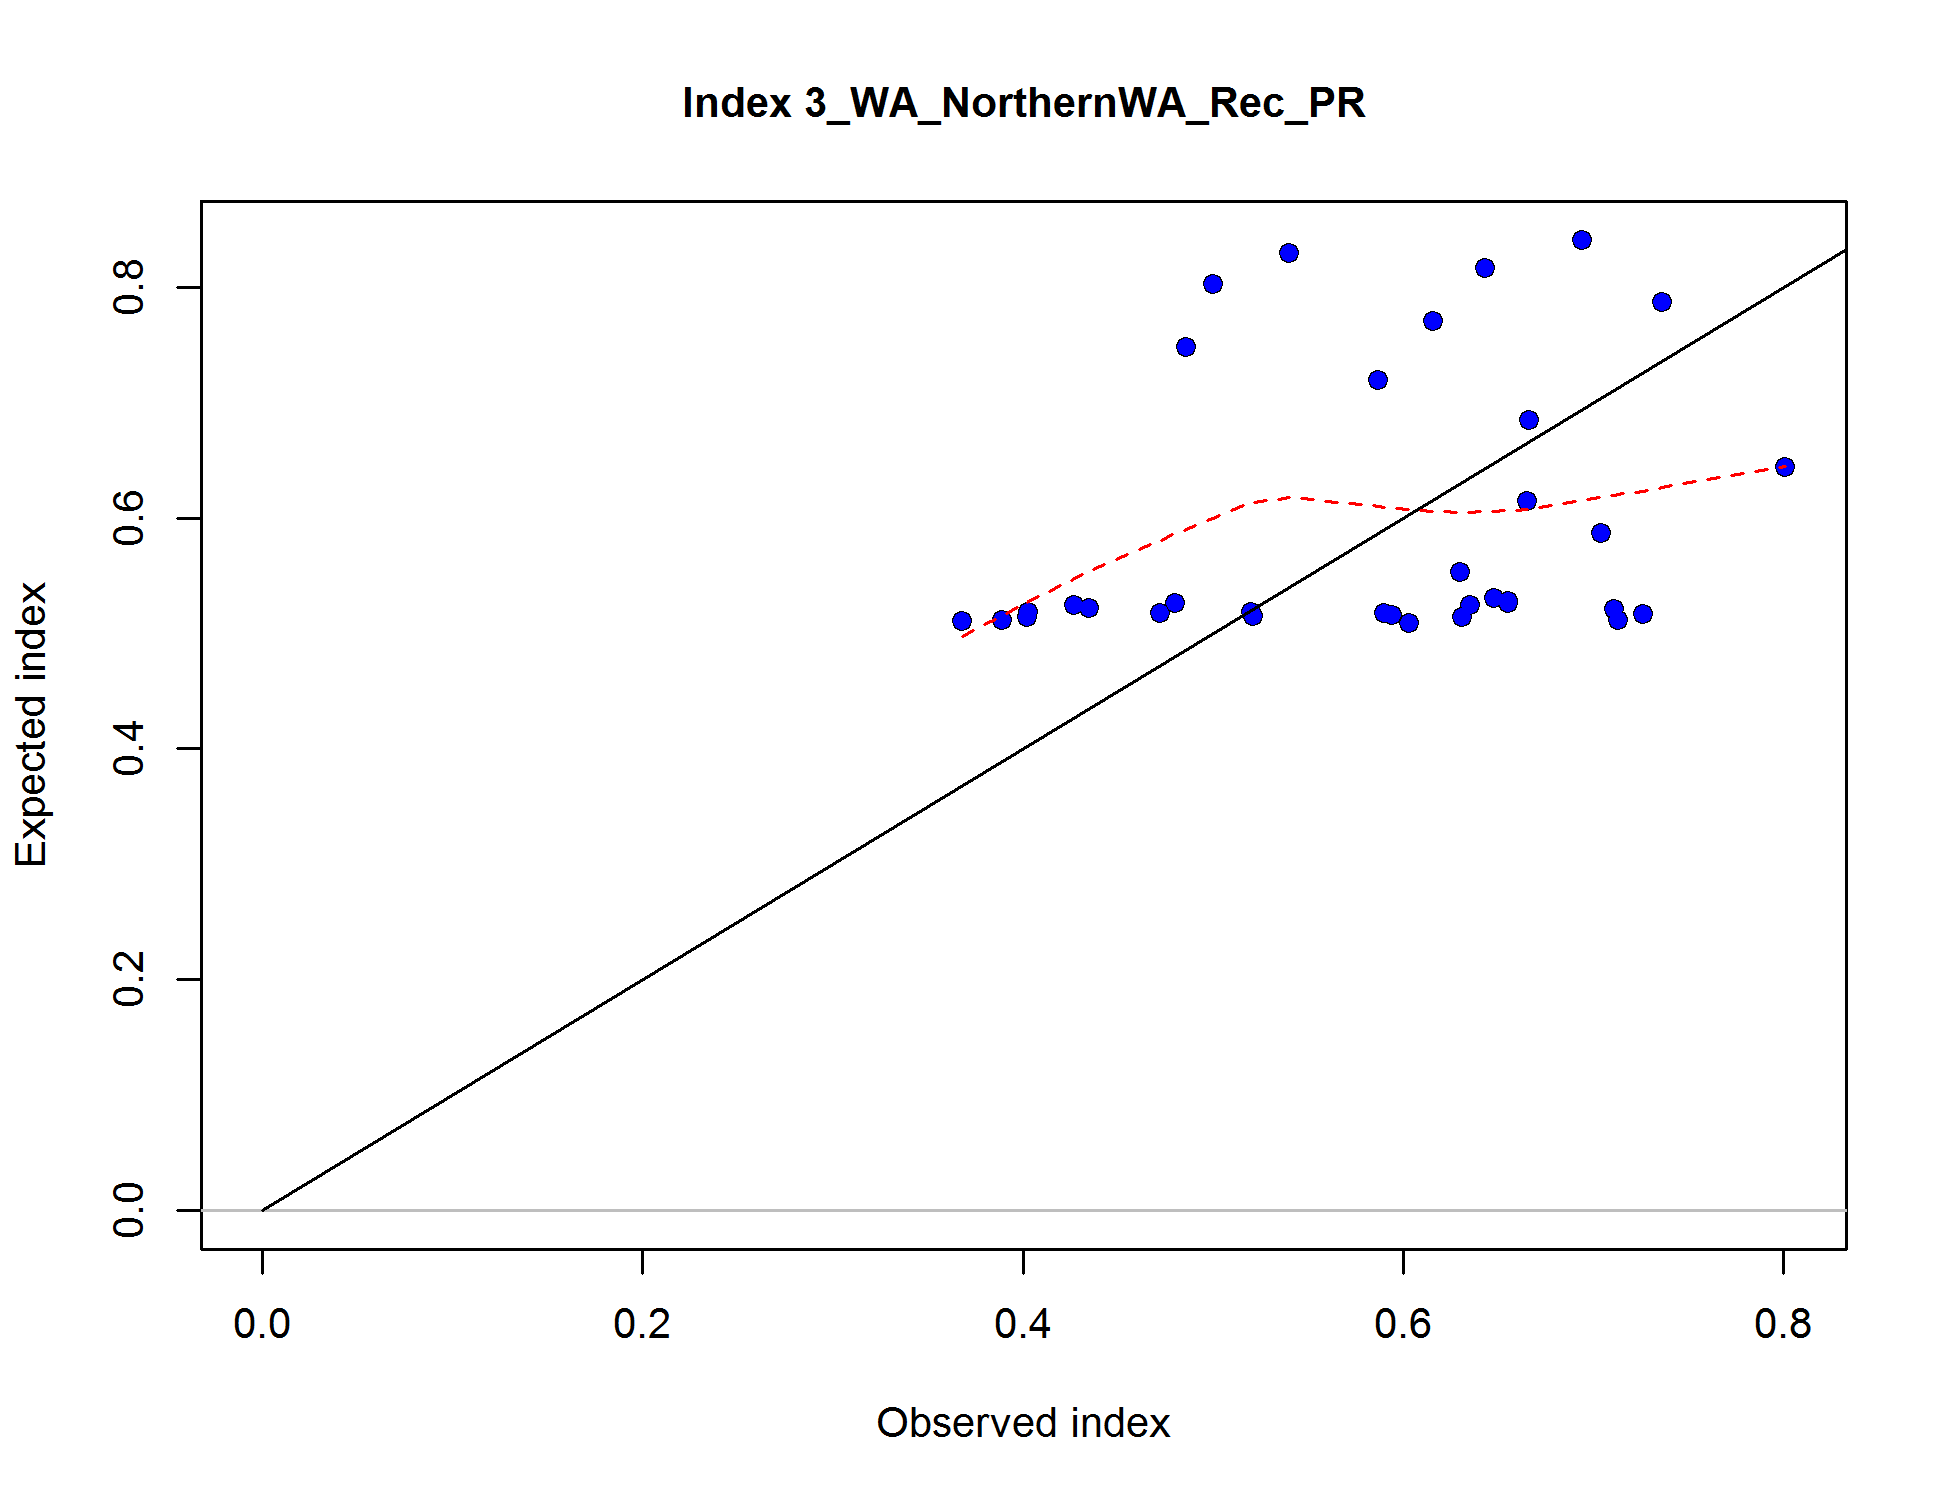 Index 3_WA_NorthernWA_Rec_PR
0.8
0.6
0.4
0.2
0.0
Expected index
0.0 0.2 0.4 0.6 0.8
Observed index